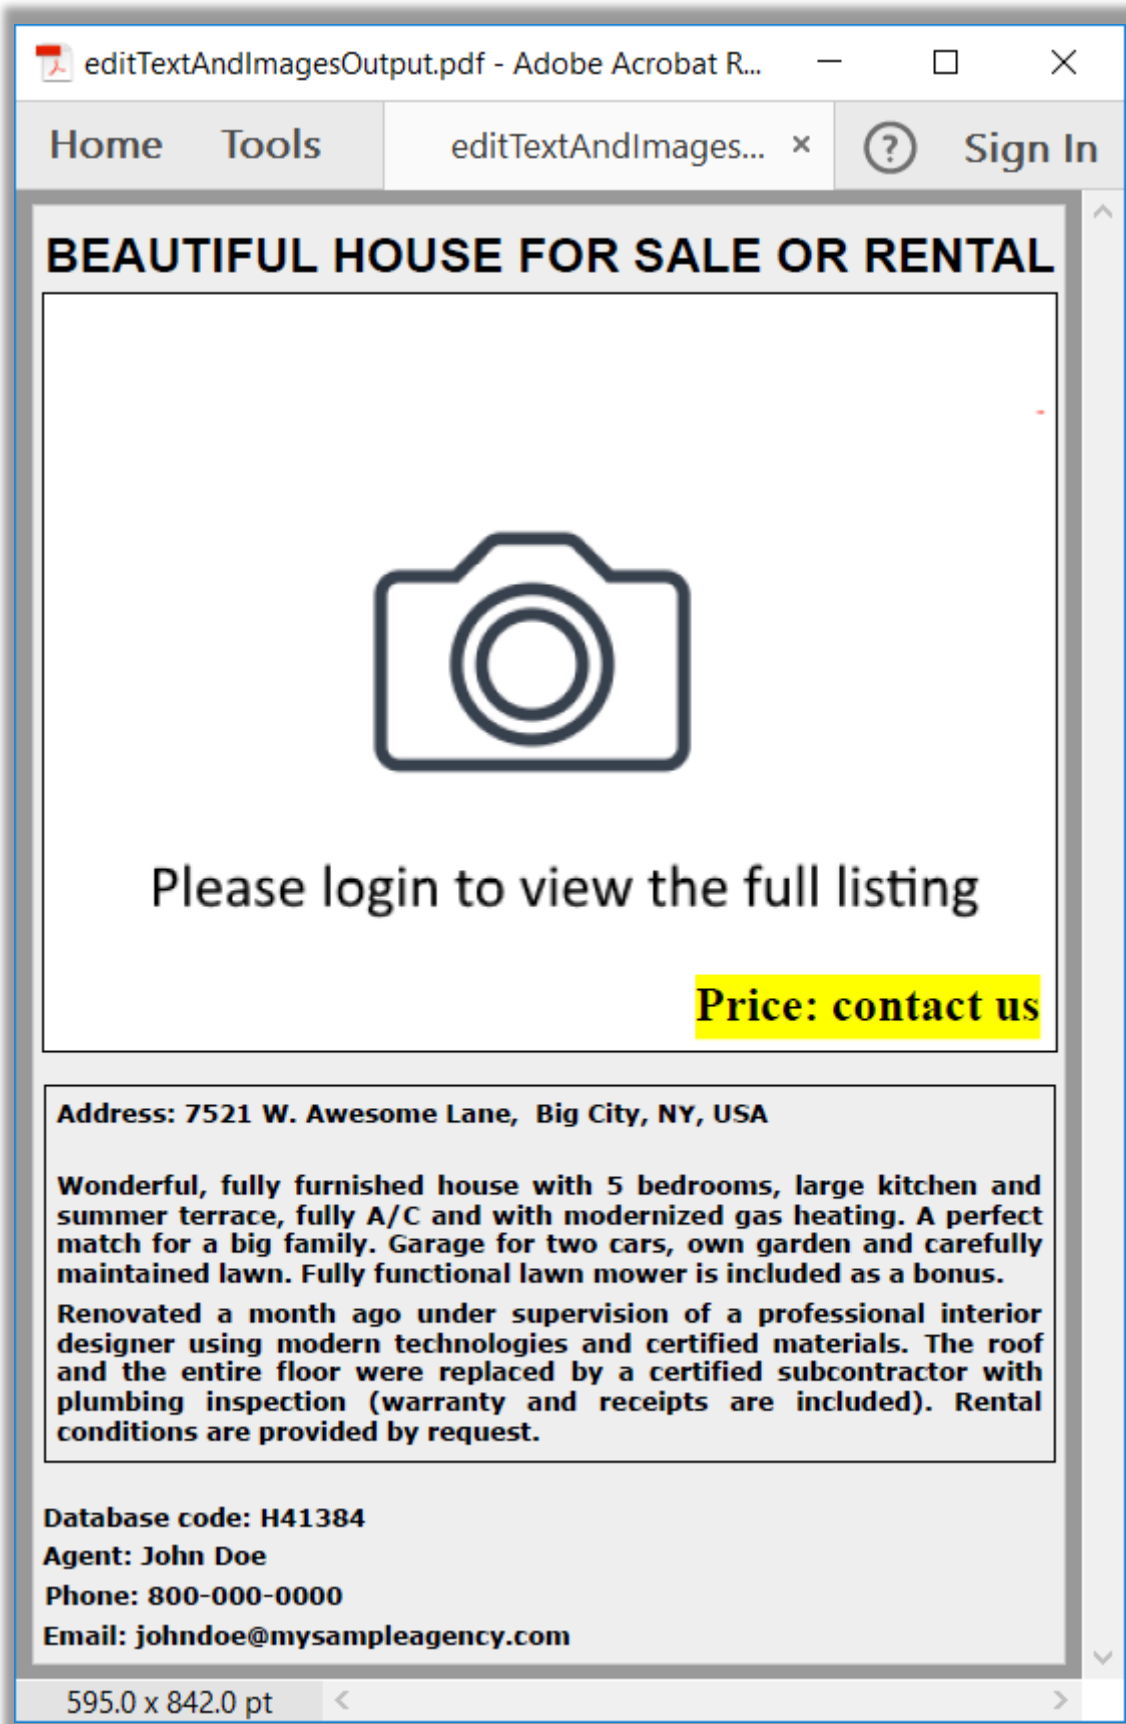 editTextAndImagesOutput.pdf - Adobe Acrobat R...
Home Tools editTextAndImages... × ? Sign In
BEAUTIFUL HOUSE FOR SALE OR RENTAL
Please login to view the full listing
Price: contact us
Address: 7521 W. Awesome Lane, Big City, NY, USA
Wonderful, fully furnished house with 5 bedrooms, large kitchen and
summer terrace, fully A/C and with modernized gas heating. A perfect
match for a big family. Garage for two cars, own garden and carefully
maintained lawn. Fully functional lawn mower is included as a bonus.
Renovated a month ago under supervision of a professional interior
designer using modern technologies and certified materials. The roof
and the entire floor were replaced by a certified subcontractor with
plumbing inspection (warranty and receipts are included). Rental
conditions are provided by request.
Database code: H41384
Agent: John Doe
Phone: 800-000-0000
Email: johndoe@mysampleagency.com
595.0 x 842.0 pt